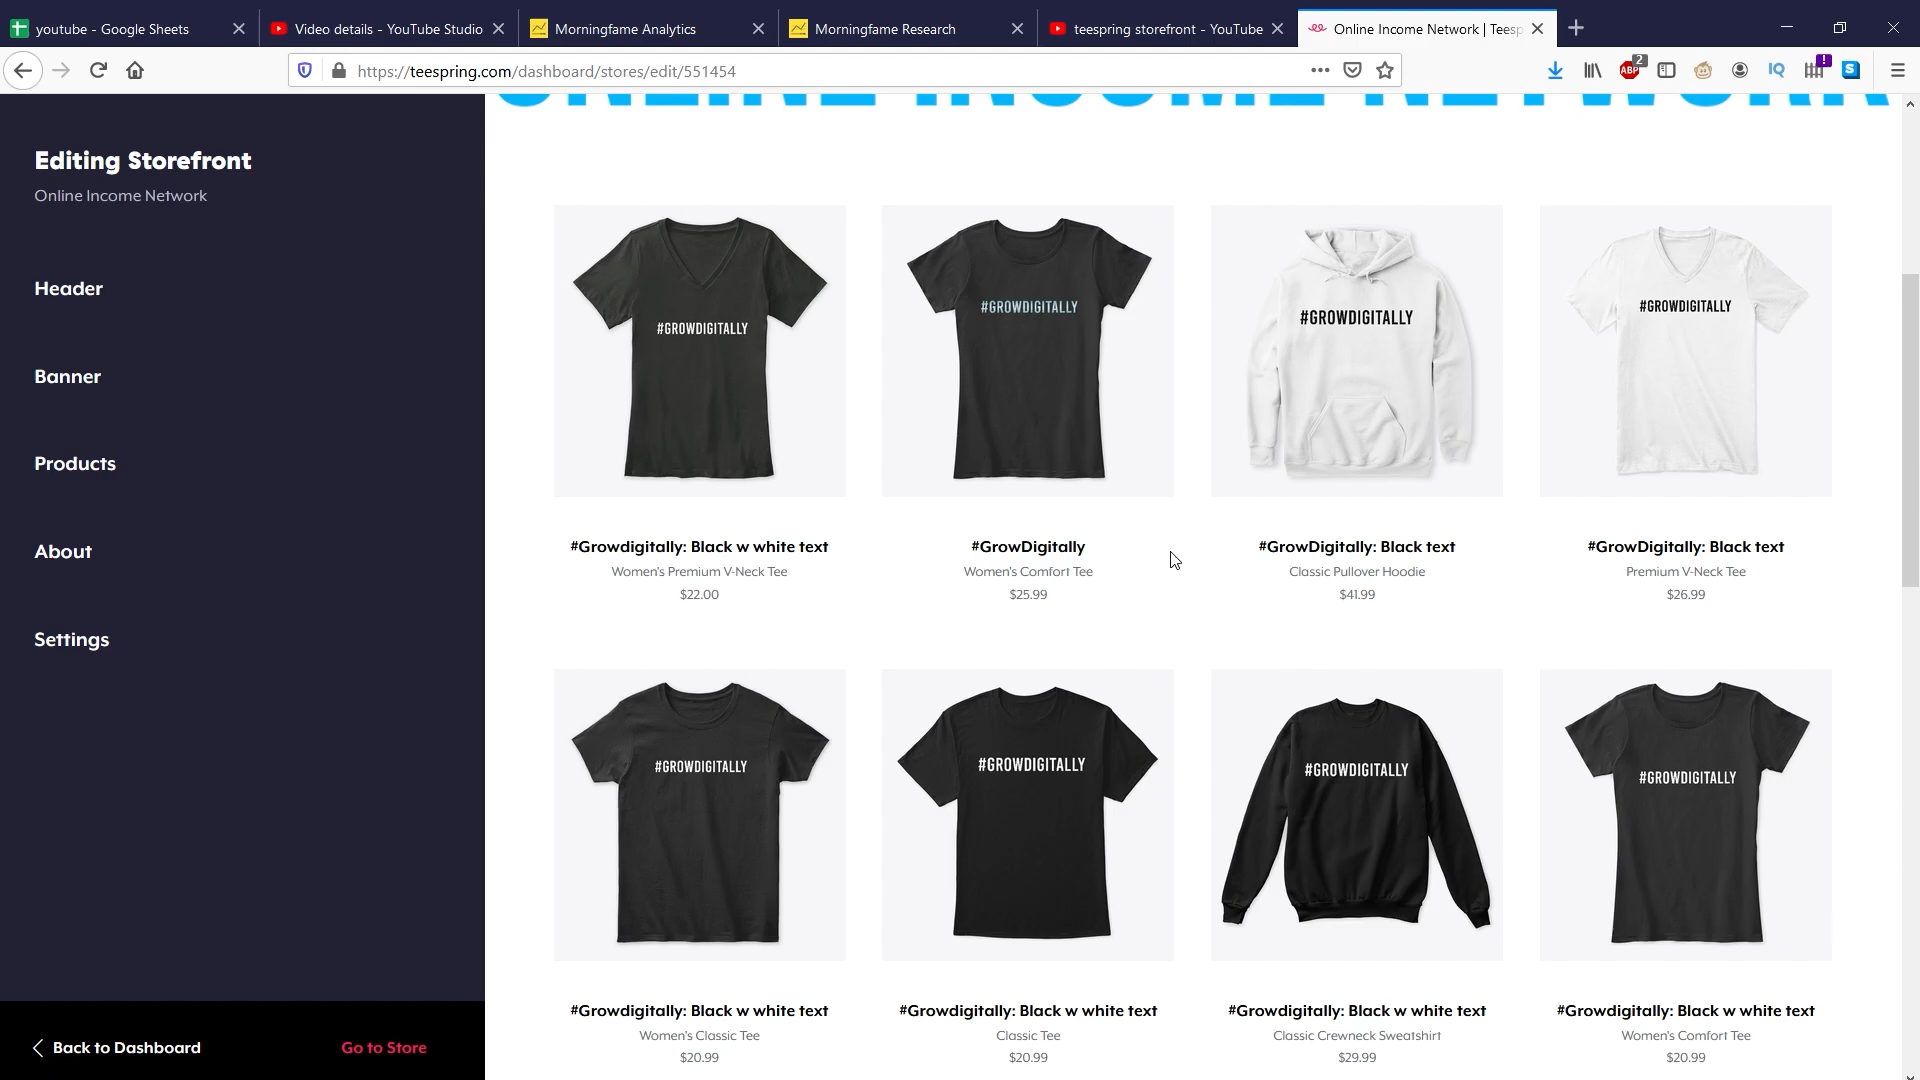 youtube - Google Sheets
Video details - YouTube Studio
Morningfame Analytics
Morningfame Research
teespring storefront - YouTube
Online Income Network | Teesp
https://teespring.com/dashboard/stores/edit/551454
ABP
2
IQ
!
S
ONLINE INCOME NETWORK
Editing Storefront
Online Income Network
Header
Banner
Products
About
Settings
Back to Dashboard
Go to Store
#GROWDIGITALLY
#GROWDIGITALLY
#GROWDIGITALLY
#GROWDIGITALLY
#Growdigitally: Black w white text
Women's Premium V-Neck Tee
$22.00
#GrowDigitally
Women's Comfort Tee
$25.99
#GrowDigitally: Black text
Classic Pullover Hoodie
$41.99
#GrowDigitally: Black text
Premium V-Neck Tee
$26.99
#GROWDIGITALLY
#GROWDIGITALLY
#GROWDIGITALLY
#GROWDIGITALLY
#Growdigitally: Black w white text
Women's Classic Tee
$20.99
#Growdigitally: Black w white text
Classic Tee
$20.99
#Growdigitally: Black w white text
Classic Crewneck Sweatshirt
$29.99
#Growdigitally: Black w white text
Women's Comfort Tee
$20.99